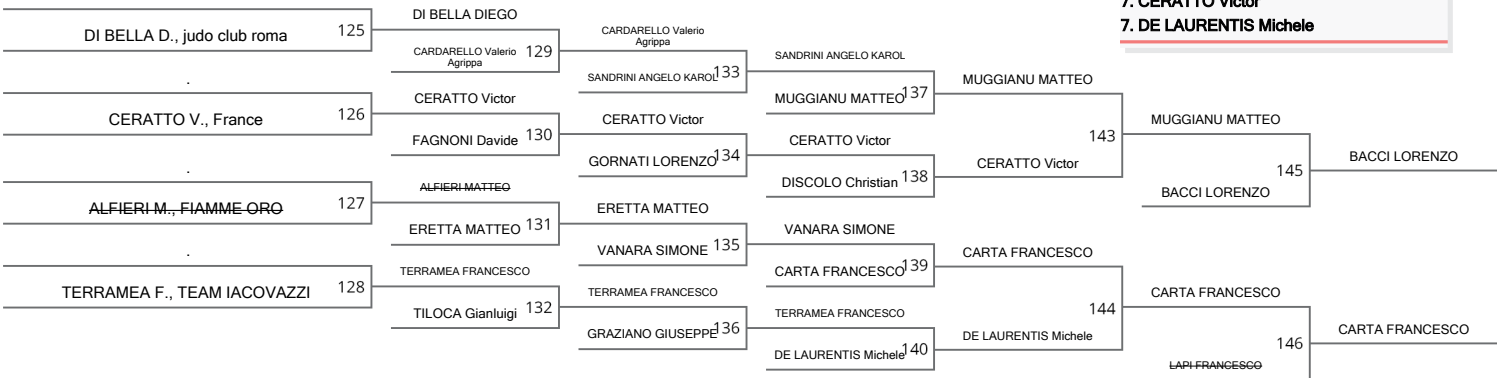 7. CERATTO Victor
7. DE LAURENTIS Michele
DI BELLA D., judo club roma
125
.
CERATTO V., France
126
.
ALFIERI M., FIAMME ORO
127
.
TERRAMEA F., TEAM IACOVAZZI
128
DI BELLA DIEGO
CARDARELLO Valerio
Agrippa
129
CERATTO Victor
FAGNONI Davide
130
ALFIERI MATTEO
ERETTA MATTEO
131
TERRAMEA FRANCESCO
TILOCA Gianluigi
132
CARDARELLO Valerio
Agrippa
SANDRINI ANGELO KAROL
133
CERATTO Victor
GORNATI LORENZO
134
ERETTA MATTEO
VANARA SIMONE
135
TERRAMEA FRANCESCO
GRAZIANO GIUSEPPE
136
SANDRINI ANGELO KAROL
MUGGIANU MATTEO
137
CERATTO Victor
DISCOLO Christian
138
VANARA SIMONE
CARTA FRANCESCO
139
TERRAMEA FRANCESCO
DE LAURENTIS Michele
140
MUGGIANU MATTEO
143
CERATTO Victor
CARTA FRANCESCO
144
DE LAURENTIS Michele
MUGGIANU MATTEO
145
BACCI LORENZO
CARTA FRANCESCO
146
LAPI FRANCESCO
BACCI LORENZO
CARTA FRANCESCO